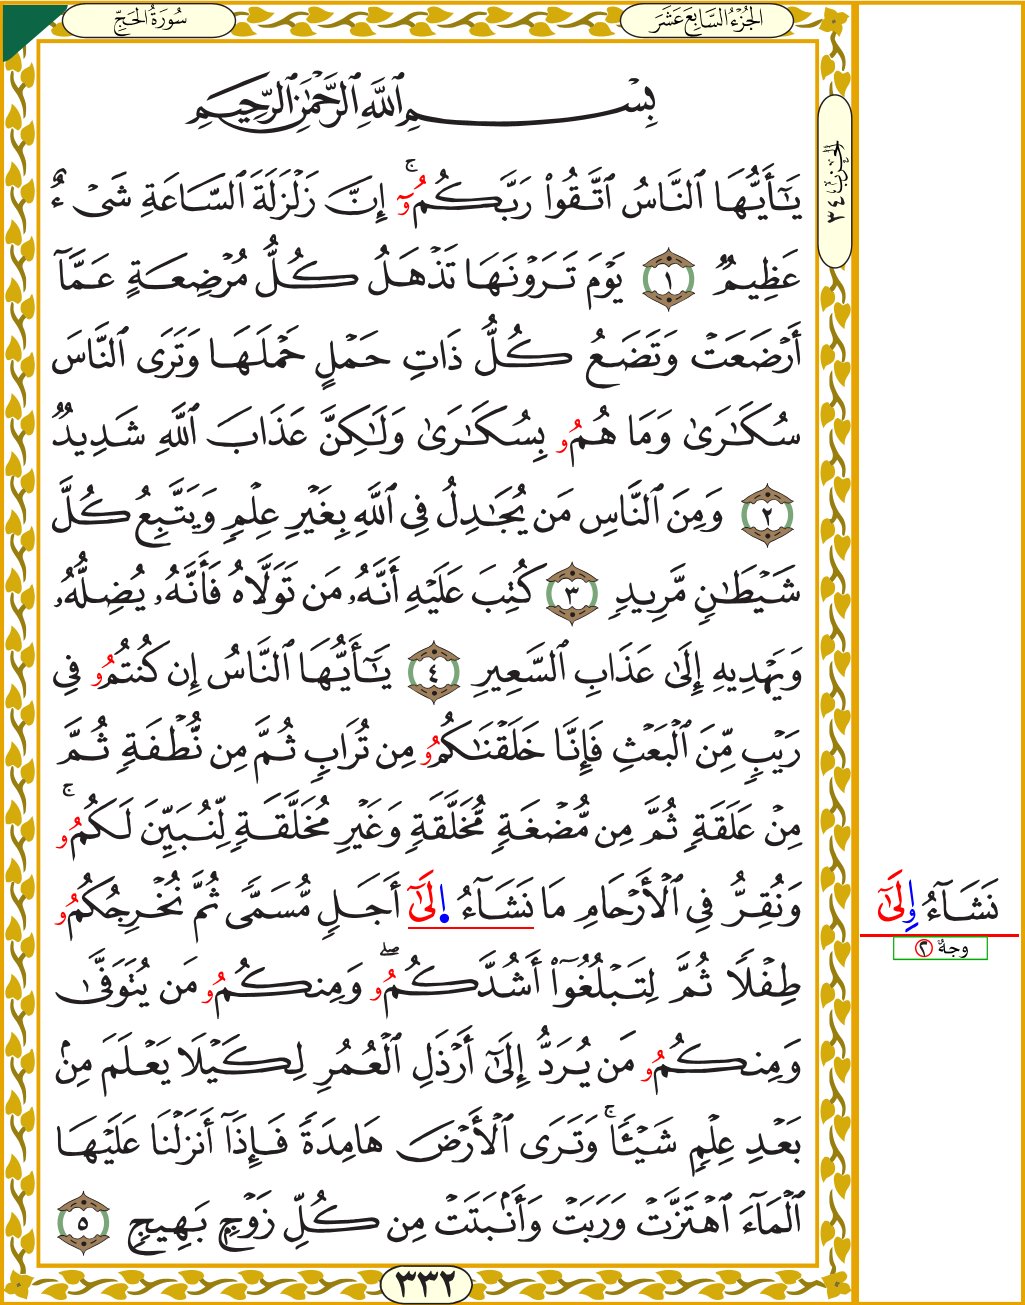 سُورَةُ الحَجِّ
الجُزْءُ السَّابِعَ عَشَرَ
الحِزْبُ ٣٤
بِسْمِ ٱللَّهِ ٱلرَّحْمَٰنِ ٱلرَّحِيمِ
يَـٰٓأَيُّهَا ٱلنَّاسُ ٱتَّقُوا۟ رَبَّكُمُۥٓۚ إِنَّ زَلْزَلَةَ ٱلسَّاعَةِ شَىْءٌ
عَظِيمٌ ١ يَوْمَ تَرَوْنَهَا تَذْهَلُ كُلُّ مُرْضِعَةٍ عَمَّآ
أَرْضَعَتْ وَتَضَعُ كُلُّ ذَاتِ حَمْلٍ حَمْلَهَا وَتَرَى ٱلنَّاسَ
سُكَـٰرَىٰ وَمَا هُمُۥ بِسُكَـٰرَىٰ وَلَـٰكِنَّ عَذَابَ ٱللَّهِ شَدِيدٌ
٢ وَمِنَ ٱلنَّاسِ مَن يُجَـٰدِلُ فِى ٱللَّهِ بِغَيْرِ عِلْمٍ وَيَتَّبِعُ كُلَّ
شَيْطَـٰنٍ مَّرِيدٍ ٣ كُتِبَ عَلَيْهِ أَنَّهُۥ مَن تَوَلَّاهُ فَأَنَّهُۥ يُضِلُّهُۥ
وَيَهْدِيهِ إِلَىٰ عَذَابِ ٱلسَّعِيرِ ٤ يَـٰٓأَيُّهَا ٱلنَّاسُ إِن كُنتُمُۥ فِى
رَيْبٍ مِّنَ ٱلْبَعْثِ فَإِنَّا خَلَقْنَـٰكُمُۥ مِن تُرَابٍ ثُمَّ مِن نُّطْفَةٍ ثُمَّ
مِنْ عَلَقَةٍ ثُمَّ مِن مُّضْغَةٍ مُّخَلَّقَةٍ وَغَيْرِ مُخَلَّقَةٍ لِّنُبَيِّنَ لَكُمُۥۚ
وَنُقِرُّ فِى ٱلْأَرْحَامِ مَا نَشَآءُ اِ۬لَىٰٓ أَجَلٍ مُّسَمًّى ثُمَّ نُخْرِجُكُمُۥ
طِفْلًا ثُمَّ لِتَبْلُغُوٓا۟ أَشُدَّكُمُۥۖ وَمِنكُمُۥ مَن يُتَوَفَّىٰ
وَمِنكُمُۥ مَن يُرَدُّ إِلَىٰٓ أَرْذَلِ ٱلْعُمُرِ لِكَيْلَا يَعْلَمَ مِنۢ
بَعْدِ عِلْمٍ شَيْـًٔاۚ وَتَرَى ٱلْأَرْضَ هَامِدَةً فَإِذَآ أَنزَلْنَا عَلَيْهَا
ٱلْمَآءَ ٱهْتَزَّتْ وَرَبَتْ وَأَنۢبَتَتْ مِن كُلِّ زَوْجٍ بَهِيجٍ ٥
نَشَآءُ وِلَىٰٓ
وجهٌ ٢
٣٣٢